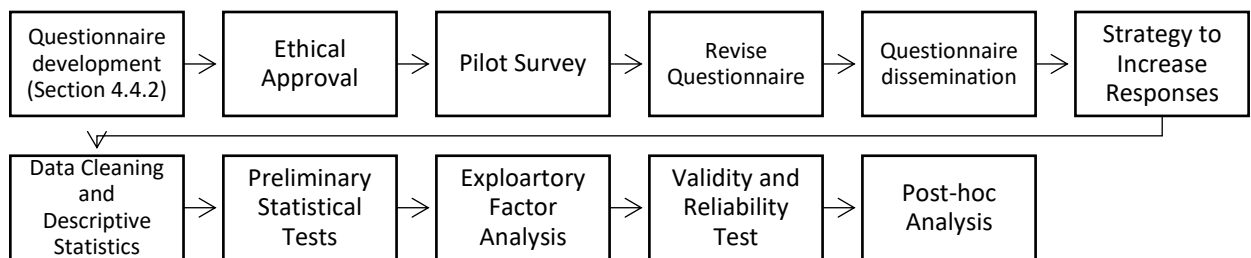 Questionnaire
development
(Section 4.4.2)
Ethical
Approval
Pilot Survey
Revise
Questionnaire
Questionnaire
dissemination
Strategy to
Increase
Responses
Data Cleaning
and
Descriptive
Statistics
Preliminary
Statistical
Tests
Exploartory
Factor
Analysis
Validity and
Reliability
Test
Post-hoc
Analysis